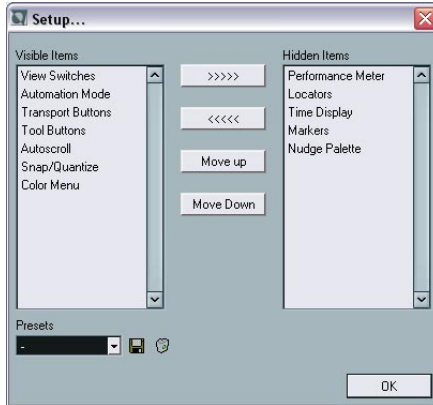 Setup...
Visible Items
View Switches
Automation Mode
Transport Buttons
Tool Buttons
Autoscroll
Snap/Quantize
Color Menu
>>>>>
<<<<<
Move up
Move Down
Hidden Items
Performance Meter
Locators
Time Display
Markers
Nudge Palette
Presets
-
OK